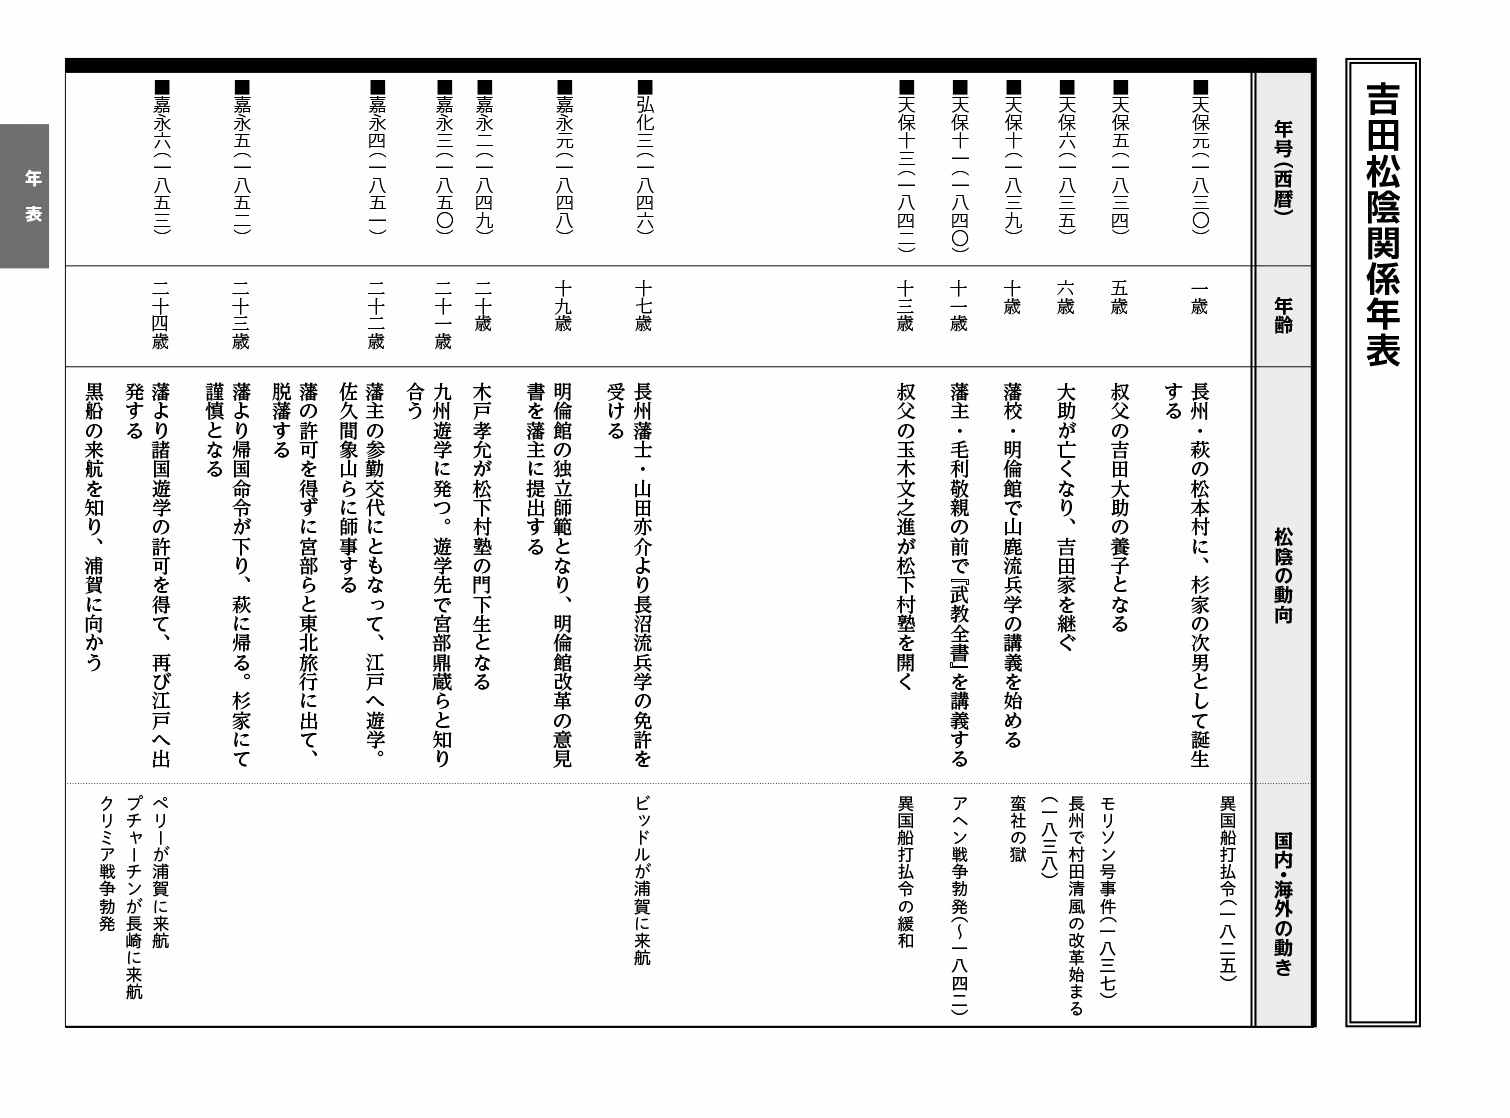 吉田松陰関係年表
年号(西暦)
年齢
松陰の動向
国内・海外の動き
異国船打払令(一八二五)
■天保元(一八三〇)
一歳
長州・萩の松本村に、杉家の次男として誕生
する
■天保五(一八三四)
五歳
叔父の吉田大助の養子となる
モリソン号事件(一八三七)
■天保六(一八三五)
六歳
大助が亡くなり、吉田家を継ぐ
長州で村田清風の改革始まる
(一八三八)
■天保十(一八三九)
十歳
藩校・明倫館で山鹿流兵学の講義を始める
蛮社の獄
■天保十一(一八四〇)
十一歳
藩主・毛利敬親の前で『武教全書』を講義する
アヘン戦争勃発(〜一八四二)
■天保十三(一八四二)
十三歳
叔父の玉木文之進が松下村塾を開く
異国船打払令の緩和
■弘化三(一八四六)
十七歳
長州藩士・山田亦介より長沼流兵学の免許を
受ける
ビッドルが浦賀に来航
■嘉永元(一八四八)
十九歳
明倫館の独立師範となり、明倫館改革の意見
書を藩主に提出する
■嘉永二(一八四九)
二十歳
木戸孝允が松下村塾の門下生となる
■嘉永三(一八五〇)
二十一歳
九州遊学に発つ。遊学先で宮部鼎蔵らと知り
合う
■嘉永四(一八五一)
二十二歳
藩主の参勤交代にともなって、江戸へ遊学。
佐久間象山らに師事する
藩の許可を得ずに宮部らと東北旅行に出て、
脱藩する
■嘉永五(一八五二)
二十三歳
藩より帰国命令が下り、萩に帰る。杉家にて
謹慎となる
■嘉永六(一八五三)
二十四歳
藩より諸国遊学の許可を得て、再び江戸へ出
発する
黒船の来航を知り、浦賀に向かう
ペリーが浦賀に来航
プチャーチンが長崎に来航
クリミア戦争勃発
年表